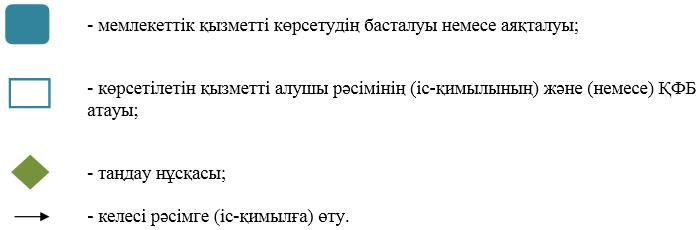 - мемлекеттік қызметті көрсетудің басталуы немесе аяқталуы;
- көрсетілетін қызметті алушы рәсімінің (іс-қимылының) және (немесе) ҚФБ
атауы;
- таңдау нұсқасы;
- келесі рәсімге (іс-қимылға) өту.